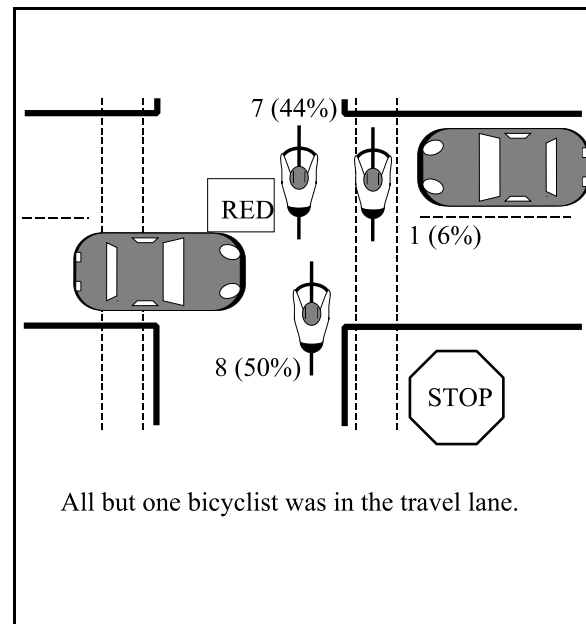 7 (44%)
RED
1 (6%)
8 (50%)
STOP
All but one bicyclist was in the travel lane.